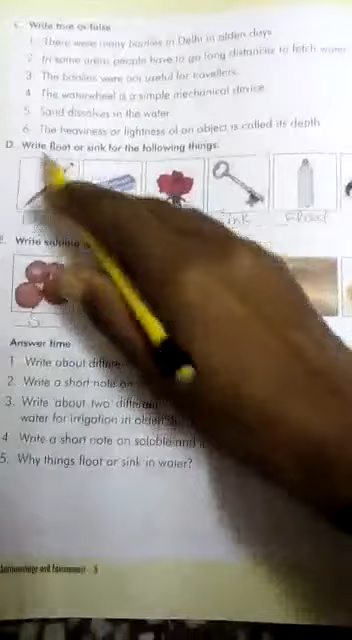 C. Write true or false
1. There were many baolies in Delhi in olden days.
2. In some areas people have to go long distances to fetch water
3. The baolies were not useful for travellers.
4. The waterwheel is a simple mechanical device.
5. Sand dissolves in the water
6. The heaviness or lightness of an object is called its depth.
D. Write float or sink for the following things.
Sink Float
Write soluble
S
Answer time
1. Write about
2. Write a short note on
3. Write about two different
water for irrigation in olden
4. Write a short note on soloble and
5. Why things float or sink in water?